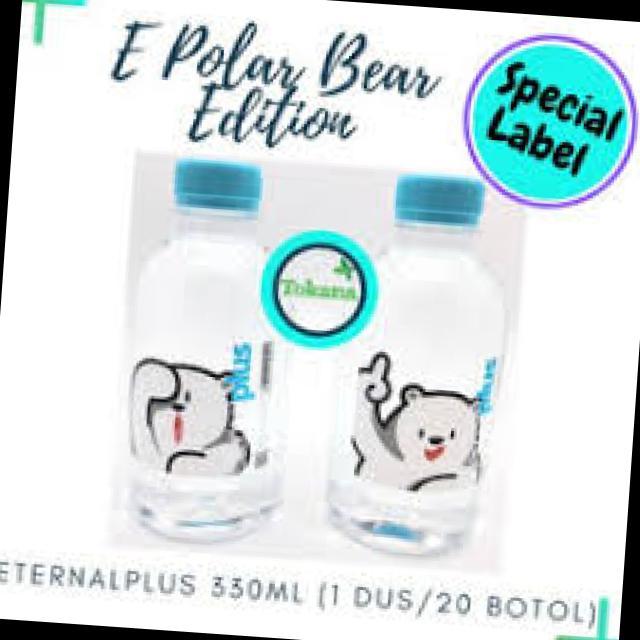 E Polar Bear
Edition
Special
Label
Tokana
plus
plus
ETERNALPLUS 330ML (1 DUS/20 BOTOL)